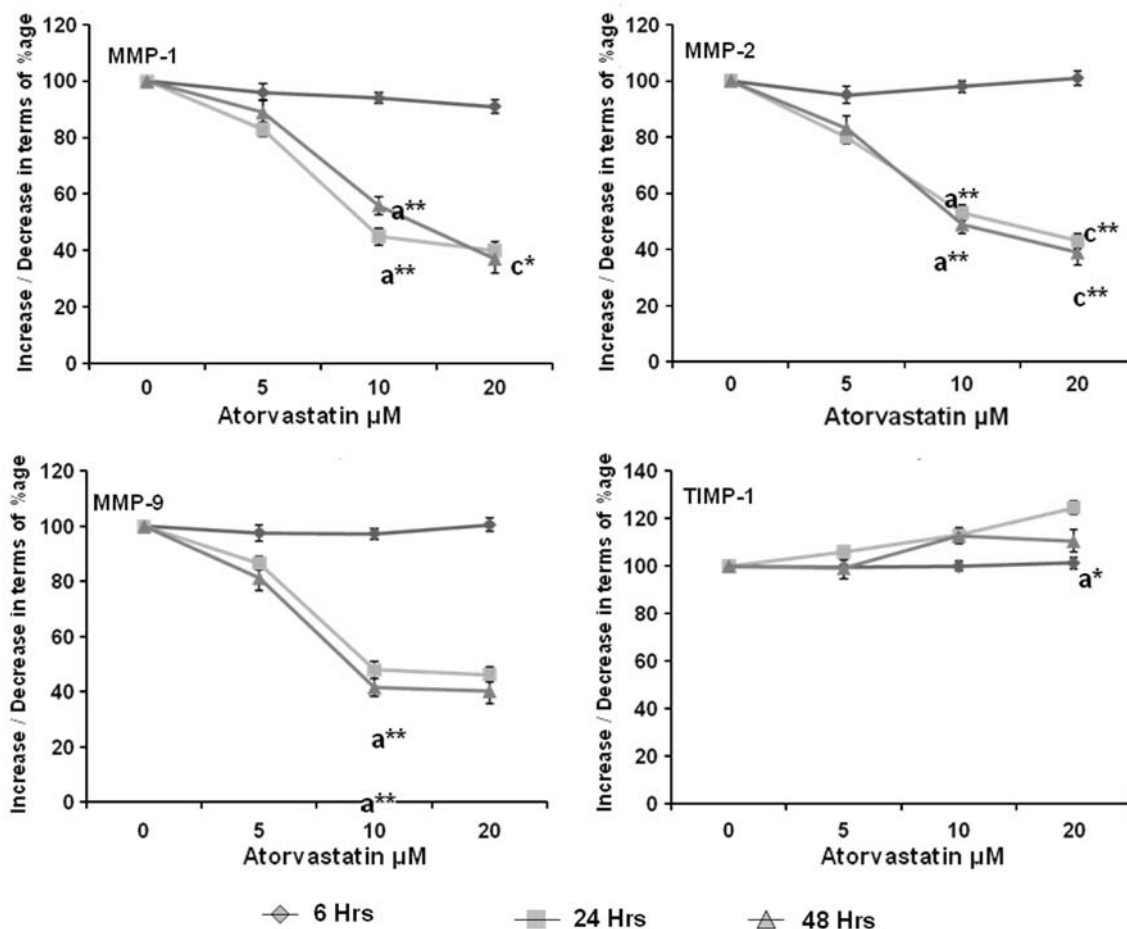 Increase / Decrease in terms of %age
MMP-1
120
100
80
60
40
20
0
a**
a**
c*
0 5 10 20
Atorvastatin µM
Increase / Decrease in terms of %age
MMP-2
120
100
80
60
40
20
0
a**
a**
c**
c**
0 5 10 20
Atorvastatin µM
Increase / Decrease in terms of %age
MMP-9
120
100
80
60
40
20
0
a**
a**
0 5 10 20
Atorvastatin µM
Increase / Decrease in terms of %age
TIMP-1
140
120
100
80
60
40
20
0
a*
0 5 10 20
Atorvastatin µM
6 Hrs 24 Hrs 48 Hrs